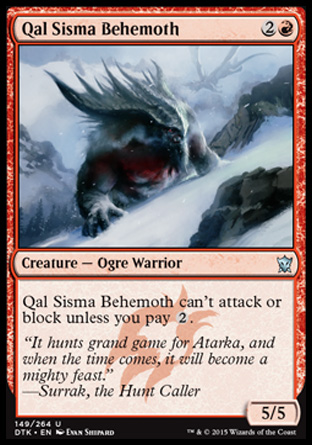 Qal Sisma Behemoth 2
Creature — Ogre Warrior
Qal Sisma Behemoth can't attack or
block unless you pay 2.
"It hunts grand game for Atarka, and
when the time comes, it will become a
mighty feast."
—Surrak, the Hunt Caller
5/5
149/264 U
DTK • EN Evan Shipard
™ & © 2015 Wizards of the Coast